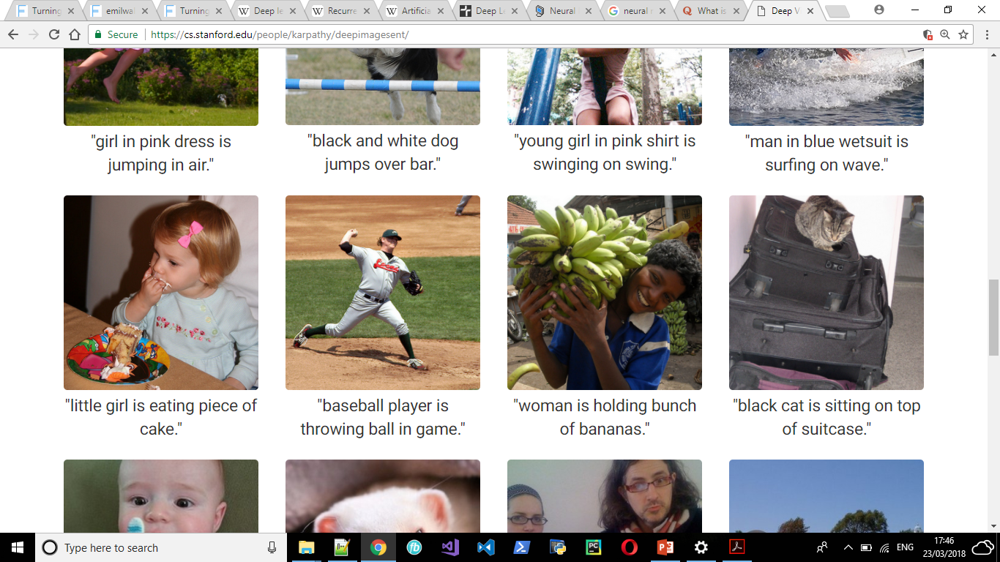 Turning
emilwal
Turning
Deep le
Recurre
Artificia
Deep L
Neural
neural n
What is
Deep V
Secure
https://cs.stanford.edu/people/karpathy/deepimagesent/
"girl in pink dress is
jumping in air."
"black and white dog
jumps over bar."
"young girl in pink shirt is
swinging on swing."
"man in blue wetsuit is
surfing on wave."
"little girl is eating piece of
cake."
"baseball player is
throwing ball in game."
"woman is holding bunch
of bananas."
"black cat is sitting on top
of suitcase."
Type here to search
ENG
17:46
23/03/2018